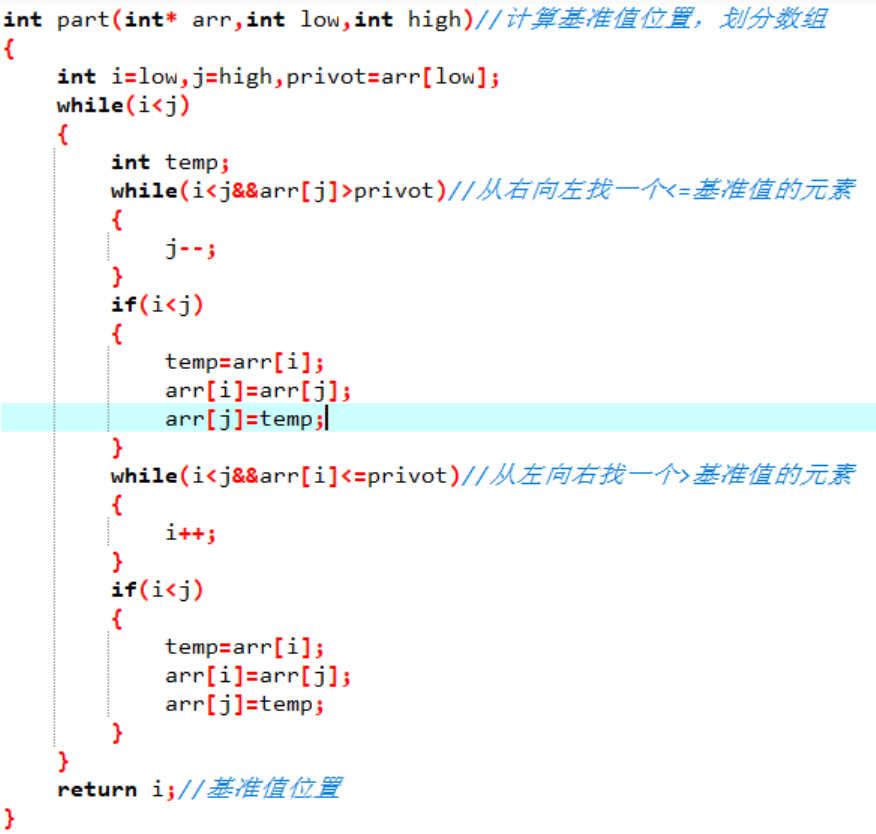 int part(int* arr,int low,int high)//计算基准值位置，划分数组
{
    int i=low,j=high,privot=arr[low];
    while(i<j)
    {
        int temp;
        while(i<j&&arr[j]>privot)//从右向左找一个<=基准值的元素
        {
            j--;
        }
        if(i<j)
        {
            temp=arr[i];
            arr[i]=arr[j];
            arr[j]=temp;
        }
        while(i<j&&arr[i]<=privot)//从左向右找一个>基准值的元素
        {
            i++;
        }
        if(i<j)
        {
            temp=arr[i];
            arr[i]=arr[j];
            arr[j]=temp;
        }
    }
    return i;//基准值位置
}